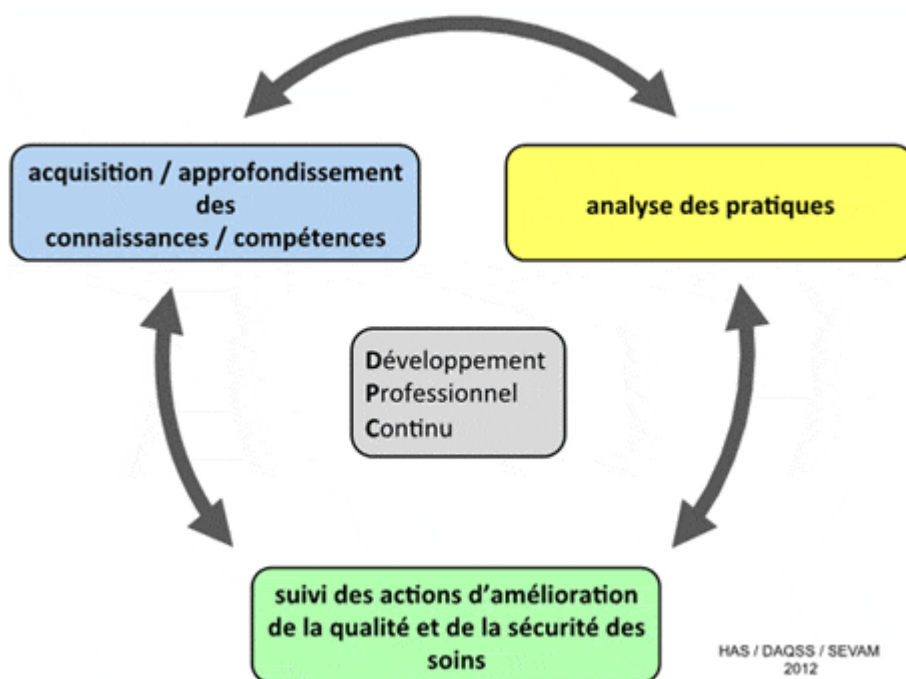 acquisition / approfondissement
des
connaissances / compétences
analyse des pratiques
Développement
Professionnel
Continu
suivi des actions d'amélioration
de la qualité et de la sécurité des
soins
HAS / DAQSS / SEVAM
2012